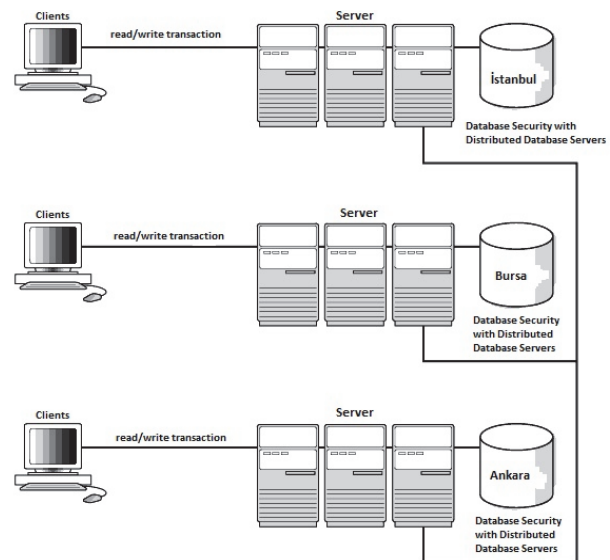 Clients
read/write transaction
Server
İstanbul
Database Security with
Distributed Database Servers
Clients
read/write transaction
Server
Bursa
Database Security
with Distributed
Database Servers
Clients
read/write transaction
Server
Ankara
Database Security
with Distributed
Database Servers